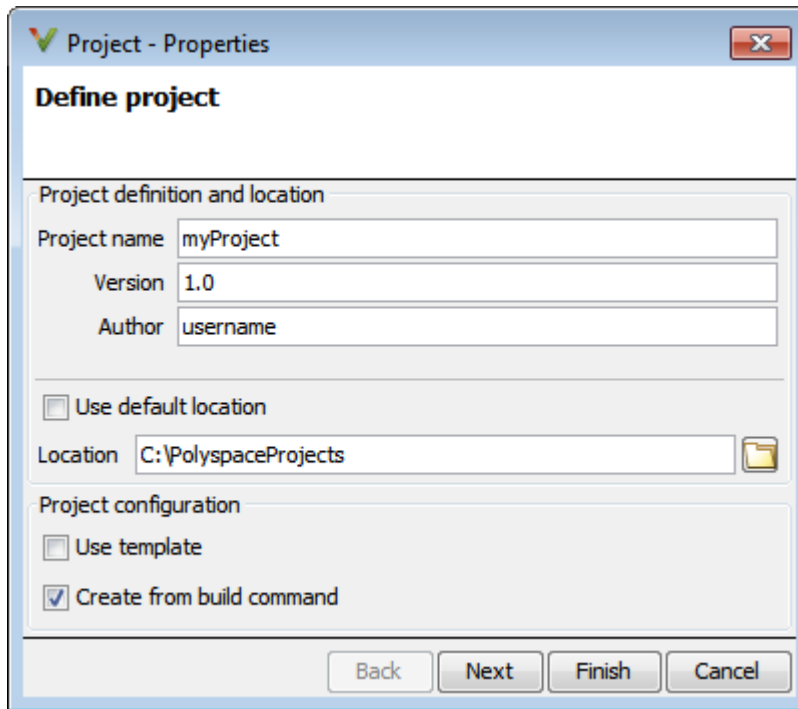 Project - Properties
Define project
Project definition and location
Project name myProject
Version 1.0
Author username
Use default location
Location C:\PolyspaceProjects
Project configuration
Use template
Create from build command
Back Next Finish Cancel